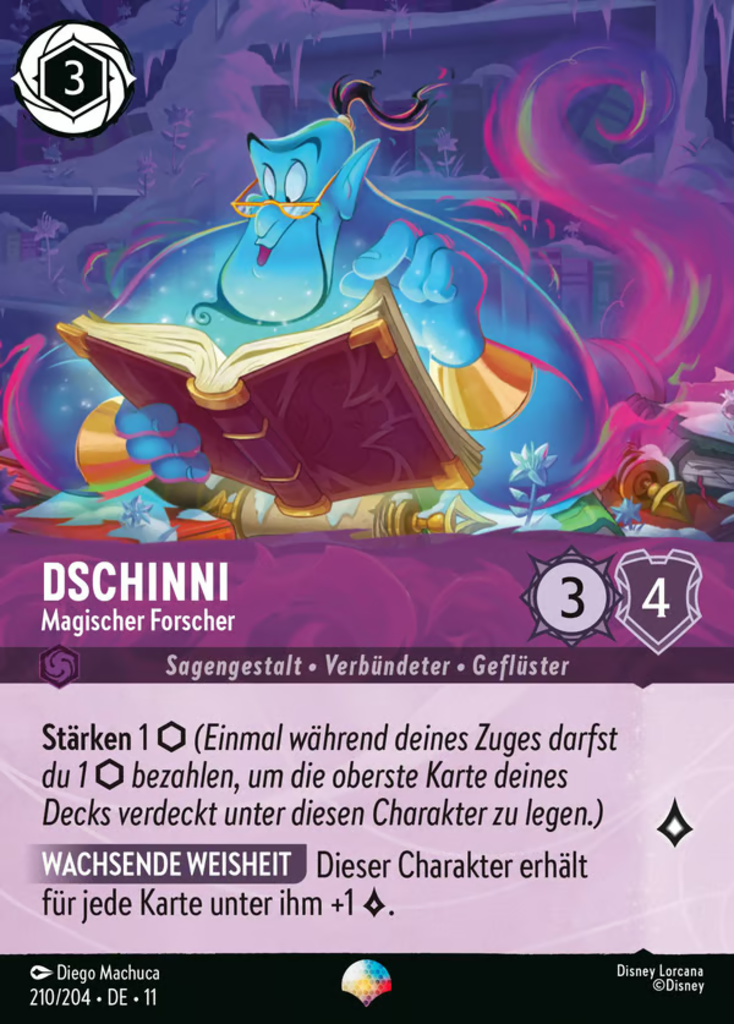 3
DSCHINNI
Magischer Forscher
3
4
Sagengestalt • Verbündeter • Geflüster
Stärken 1 ⬡ (Einmal während deines Zuges darfst
du 1 ⬡ bezahlen, um die oberste Karte deines
Decks verdeckt unter diesen Charakter zu legen.)
WACHSENDE WEISHEIT Dieser Charakter erhält
für jede Karte unter ihm +1 ⟡.
Diego Machuca
210/204 • DE • 11
Disney Lorcana
©Disney